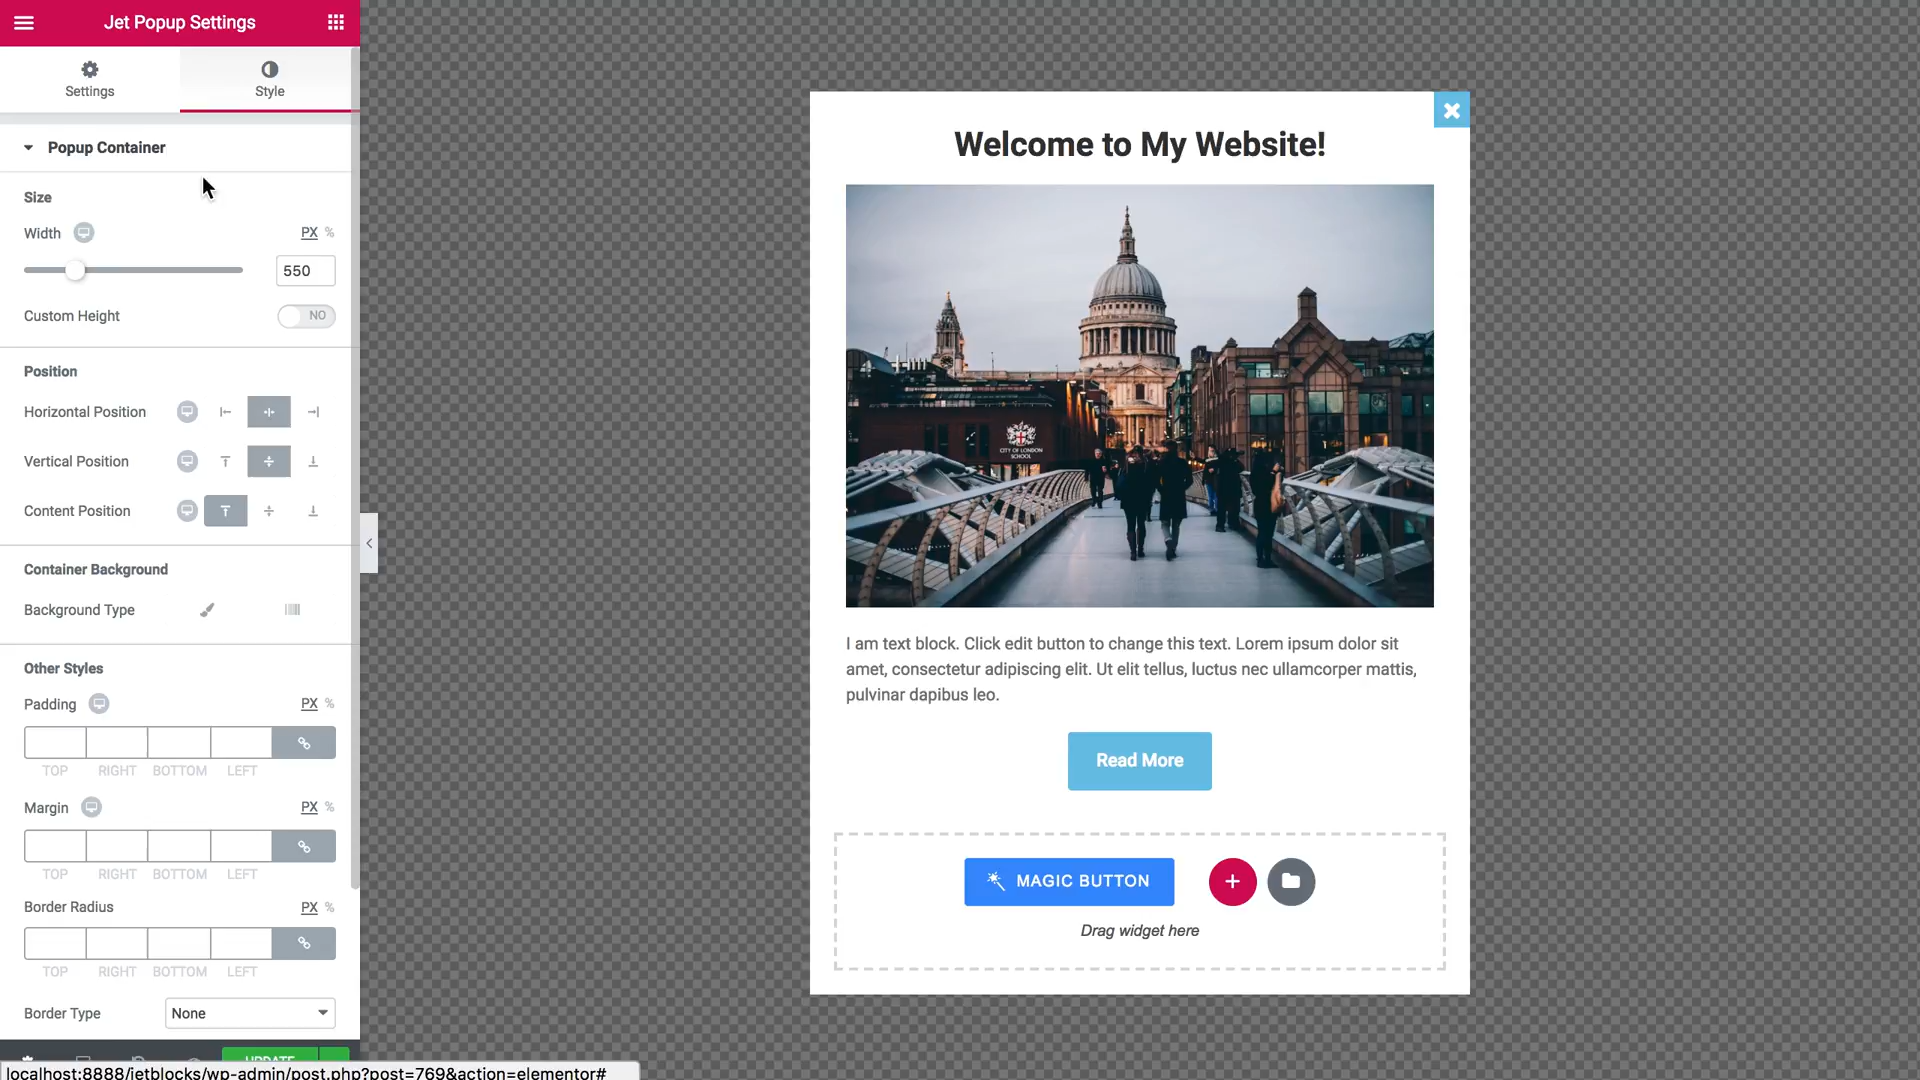 Jet Popup Settings
Settings
Style
Popup Container
Size
Width
PX %
550
Custom Height
NO
Position
Horizontal Position
Vertical Position
Content Position
Container Background
Background Type
Other Styles
Padding
PX %
TOP RIGHT BOTTOM LEFT
Margin
PX %
TOP RIGHT BOTTOM LEFT
Border Radius
PX %
TOP RIGHT BOTTOM LEFT
Border Type
None
UPDATE
localhost:8888/jetblocks/wp-admin/post.php?post=769&action=elementor#
Welcome to My Website!
CITY OF LONDON
SCHOOL
I am text block. Click edit button to change this text. Lorem ipsum dolor sit
amet, consectetur adipiscing elit. Ut elit tellus, luctus nec ullamcorper mattis,
pulvinar dapibus leo.
Read More
MAGIC BUTTON
Drag widget here